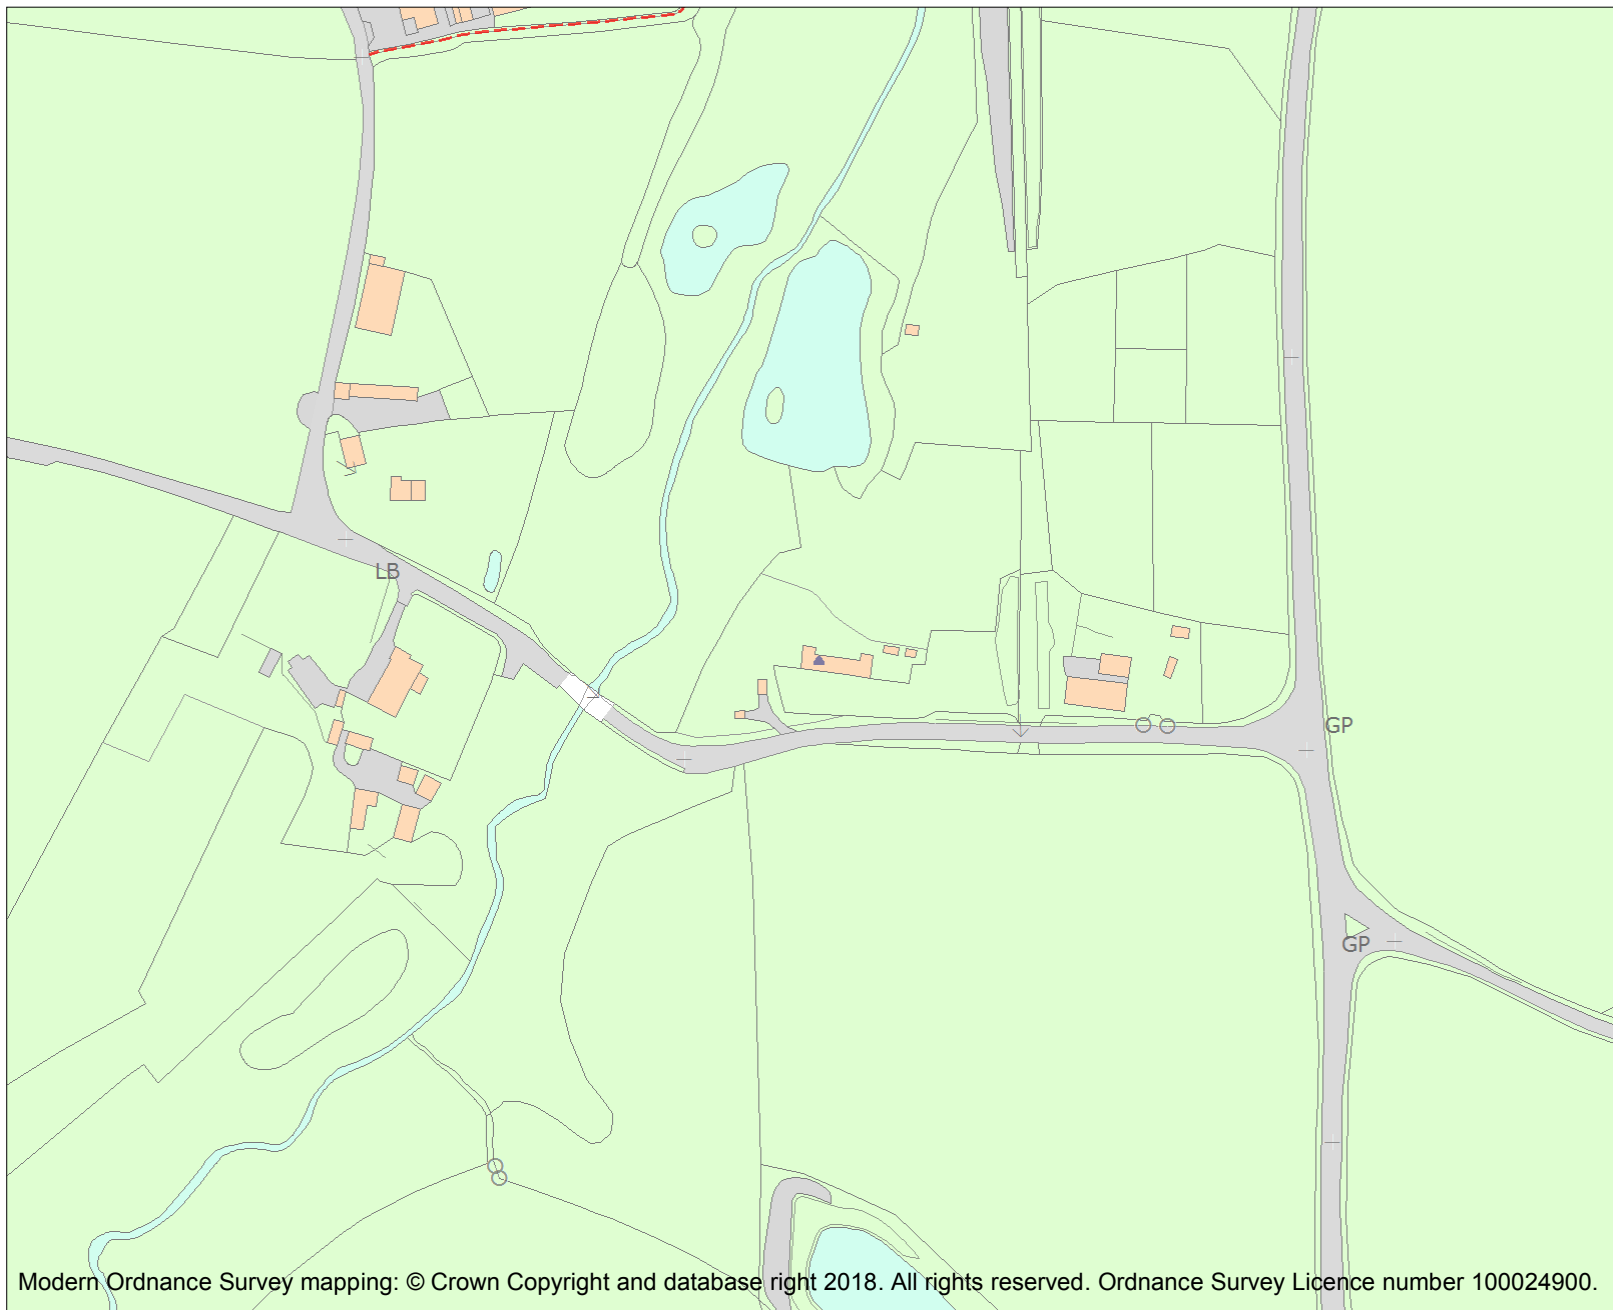 LB
GP
GP
Modern Ordnance Survey mapping: © Crown Copyright and database right 2018. All rights reserved. Ordnance Survey Licence number 100024900.